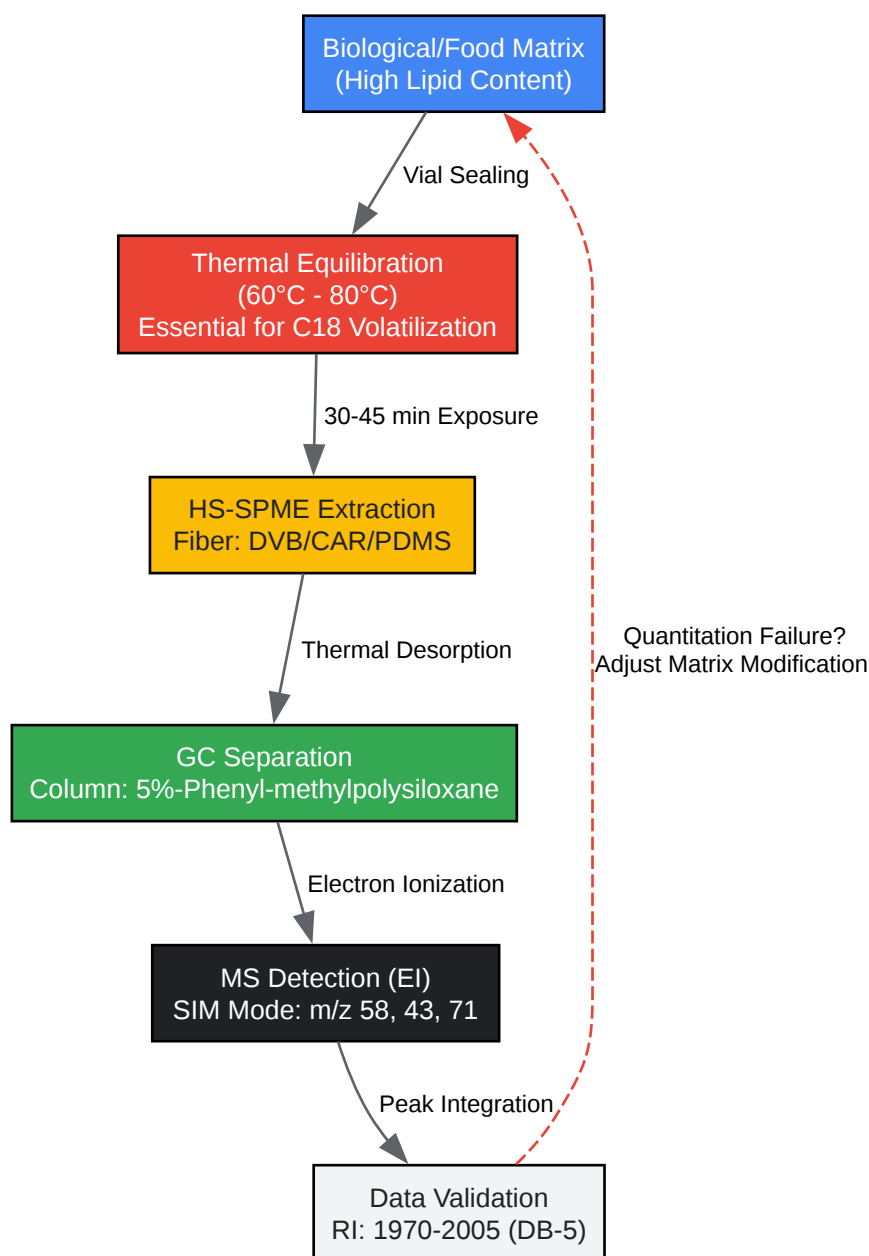 Biological/Food Matrix
(High Lipid Content)
Vial Sealing
Thermal Equilibration
(60°C - 80°C)
Essential for C18 Volatilization
30-45 min Exposure
HS-SPME Extraction
Fiber: DVB/CAR/PDMS
Thermal Desorption
Quantitation Failure?
Adjust Matrix Modification
GC Separation
Column: 5%-Phenyl-methylpolysiloxane
Electron Ionization
MS Detection (EI)
SIM Mode: m/z 58, 43, 71
Peak Integration
Data Validation
RI: 1970-2005 (DB-5)